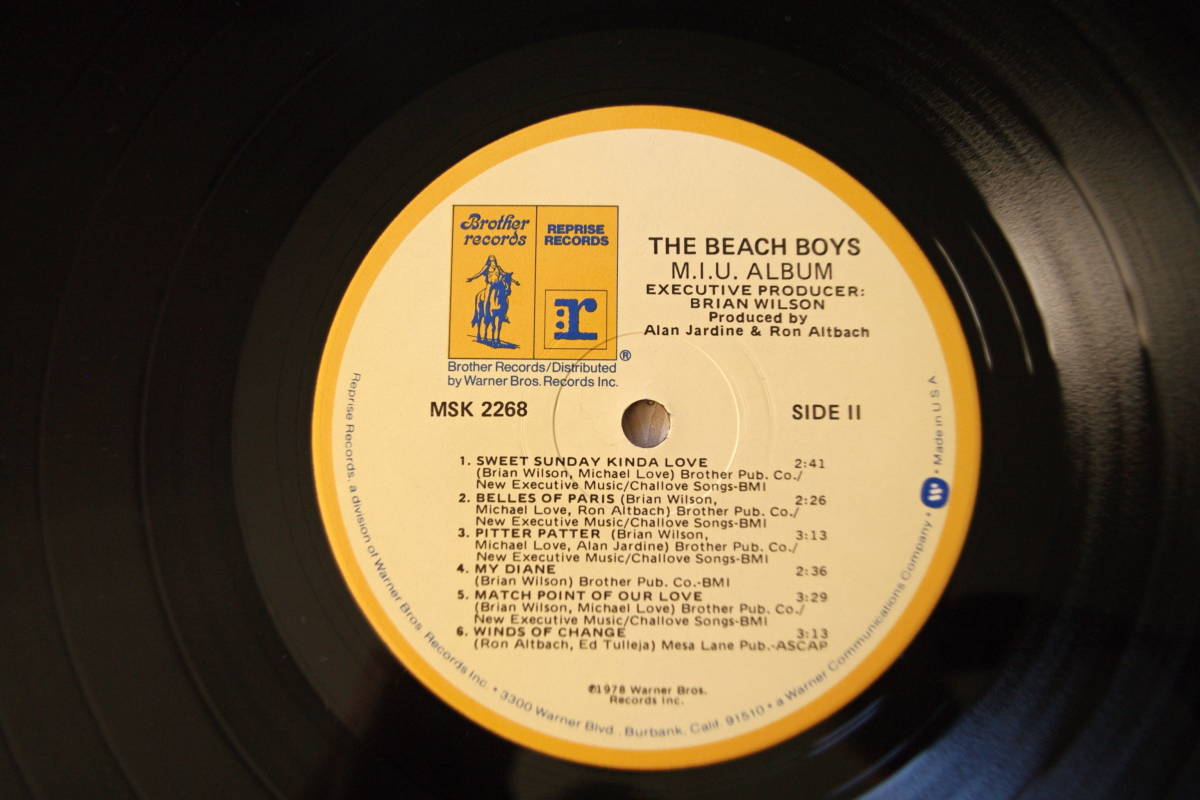 Brother
records
REPRISE
RECORDS
r
®
Brother Records/Distributed
by Warner Bros. Records Inc.
THE BEACH BOYS
M.I.U. ALBUM
EXECUTIVE PRODUCER:
BRIAN WILSON
Produced by
Alan Jardine & Ron Altbach
MSK 2268
SIDE II
1. SWEET SUNDAY KINDA LOVE 2:41
(Brian Wilson, Michael Love) Brother Pub. Co./
New Executive Music/Challove Songs-BMI
2. BELLES OF PARIS (Brian Wilson, 2:26
Michael Love, Ron Altbach) Brother Pub. Co./
New Executive Music/Challove Songs-BMI
3. PITTER PATTER (Brian Wilson, 3:13
Michael Love, Alan Jardine) Brother Pub. Co./
New Executive Music/Challove Songs-BMI
4. MY DIANE 2:36
(Brian Wilson) Brother Pub. Co.-BMI
5. MATCH POINT OF OUR LOVE 3:29
(Brian Wilson, Michael Love) Brother Pub. Co./
New Executive Music/Challove Songs-BMI
6. WINDS OF CHANGE 3:13
(Ron Altbach, Ed Tulleja) Mesa Lane Pub.-ASCAP
℗1978 Warner Bros.
Records Inc.
Reprise Records, a division of Warner Bros. Records Inc. • 3300 Warner Blvd., Burbank, Calif. 91510 • a Warner Communications Company • W • Made in U S A